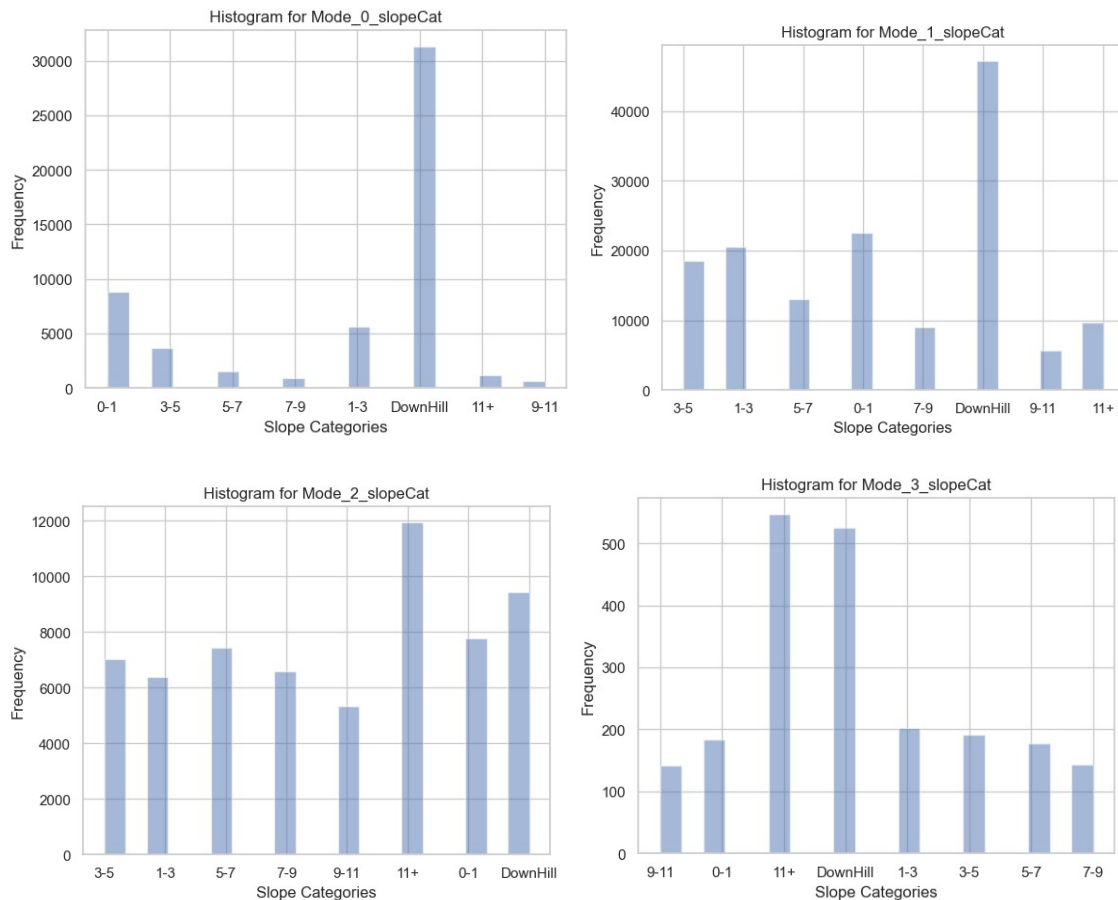 Histogram for Mode_0_slopeCat
30000
25000
20000
15000
10000
5000
0
Frequency
0-1 3-5 5-7 7-9 1-3 DownHill 11+ 9-11
Slope Categories
Histogram for Mode_1_slopeCat
40000
30000
20000
10000
0
Frequency
3-5 1-3 5-7 0-1 7-9 DownHill 9-11 11+
Slope Categories
Histogram for Mode_2_slopeCat
12000
10000
8000
6000
4000
2000
0
Frequency
3-5 1-3 5-7 7-9 9-11 11+ 0-1 DownHill
Slope Categories
Histogram for Mode_3_slopeCat
500
400
300
200
100
0
Frequency
9-11 0-1 11+ DownHill 1-3 3-5 5-7 7-9
Slope Categories